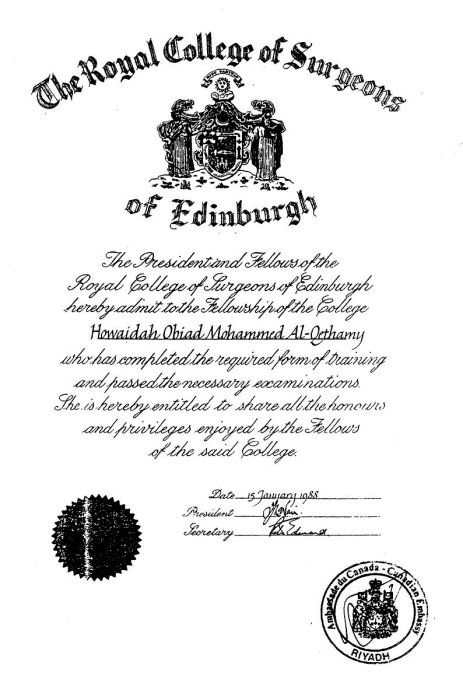 The Royal College of Surgeons
of Edinburgh
The President and Fellows of the
Royal College of Surgeons of Edinburgh
hereby admit to the Fellowship of the College
Howaidah Obiad Mohammed Al-Oethamy
who has completed the required form of training
and passed the necessary examinations.
She is hereby entitled to share all the honours
and privileges enjoyed by the Fellows
of the said College.
Date 15 January 1988
President
Secretary
Ambassade du Canada - Canadian Embassy
RIYADH